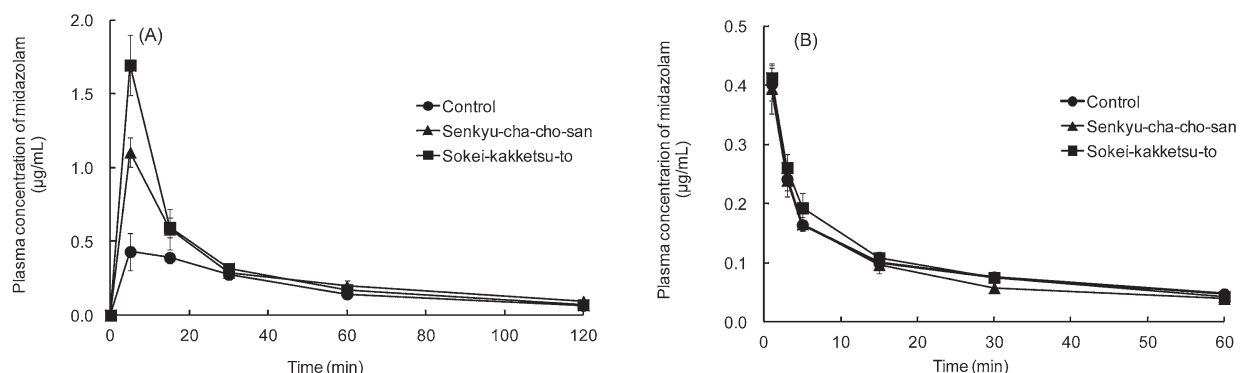 (A)
Plasma concentration of midazolam
(µg/mL)
2.0
1.5
1.0
0.5
0.0
0 20 40 60 80 100 120
Time (min)
Control
Senkyu-cha-cho-san
Sokei-kakketsu-to
(B)
Plasma concentrarion of midazolam
(µg/mL)
0.5
0.4
0.3
0.2
0.1
0.0
0 10 20 30 40 50 60
Time (min)
Control
Senkyu-cha-cho-san
Sokei-kakketsu-to